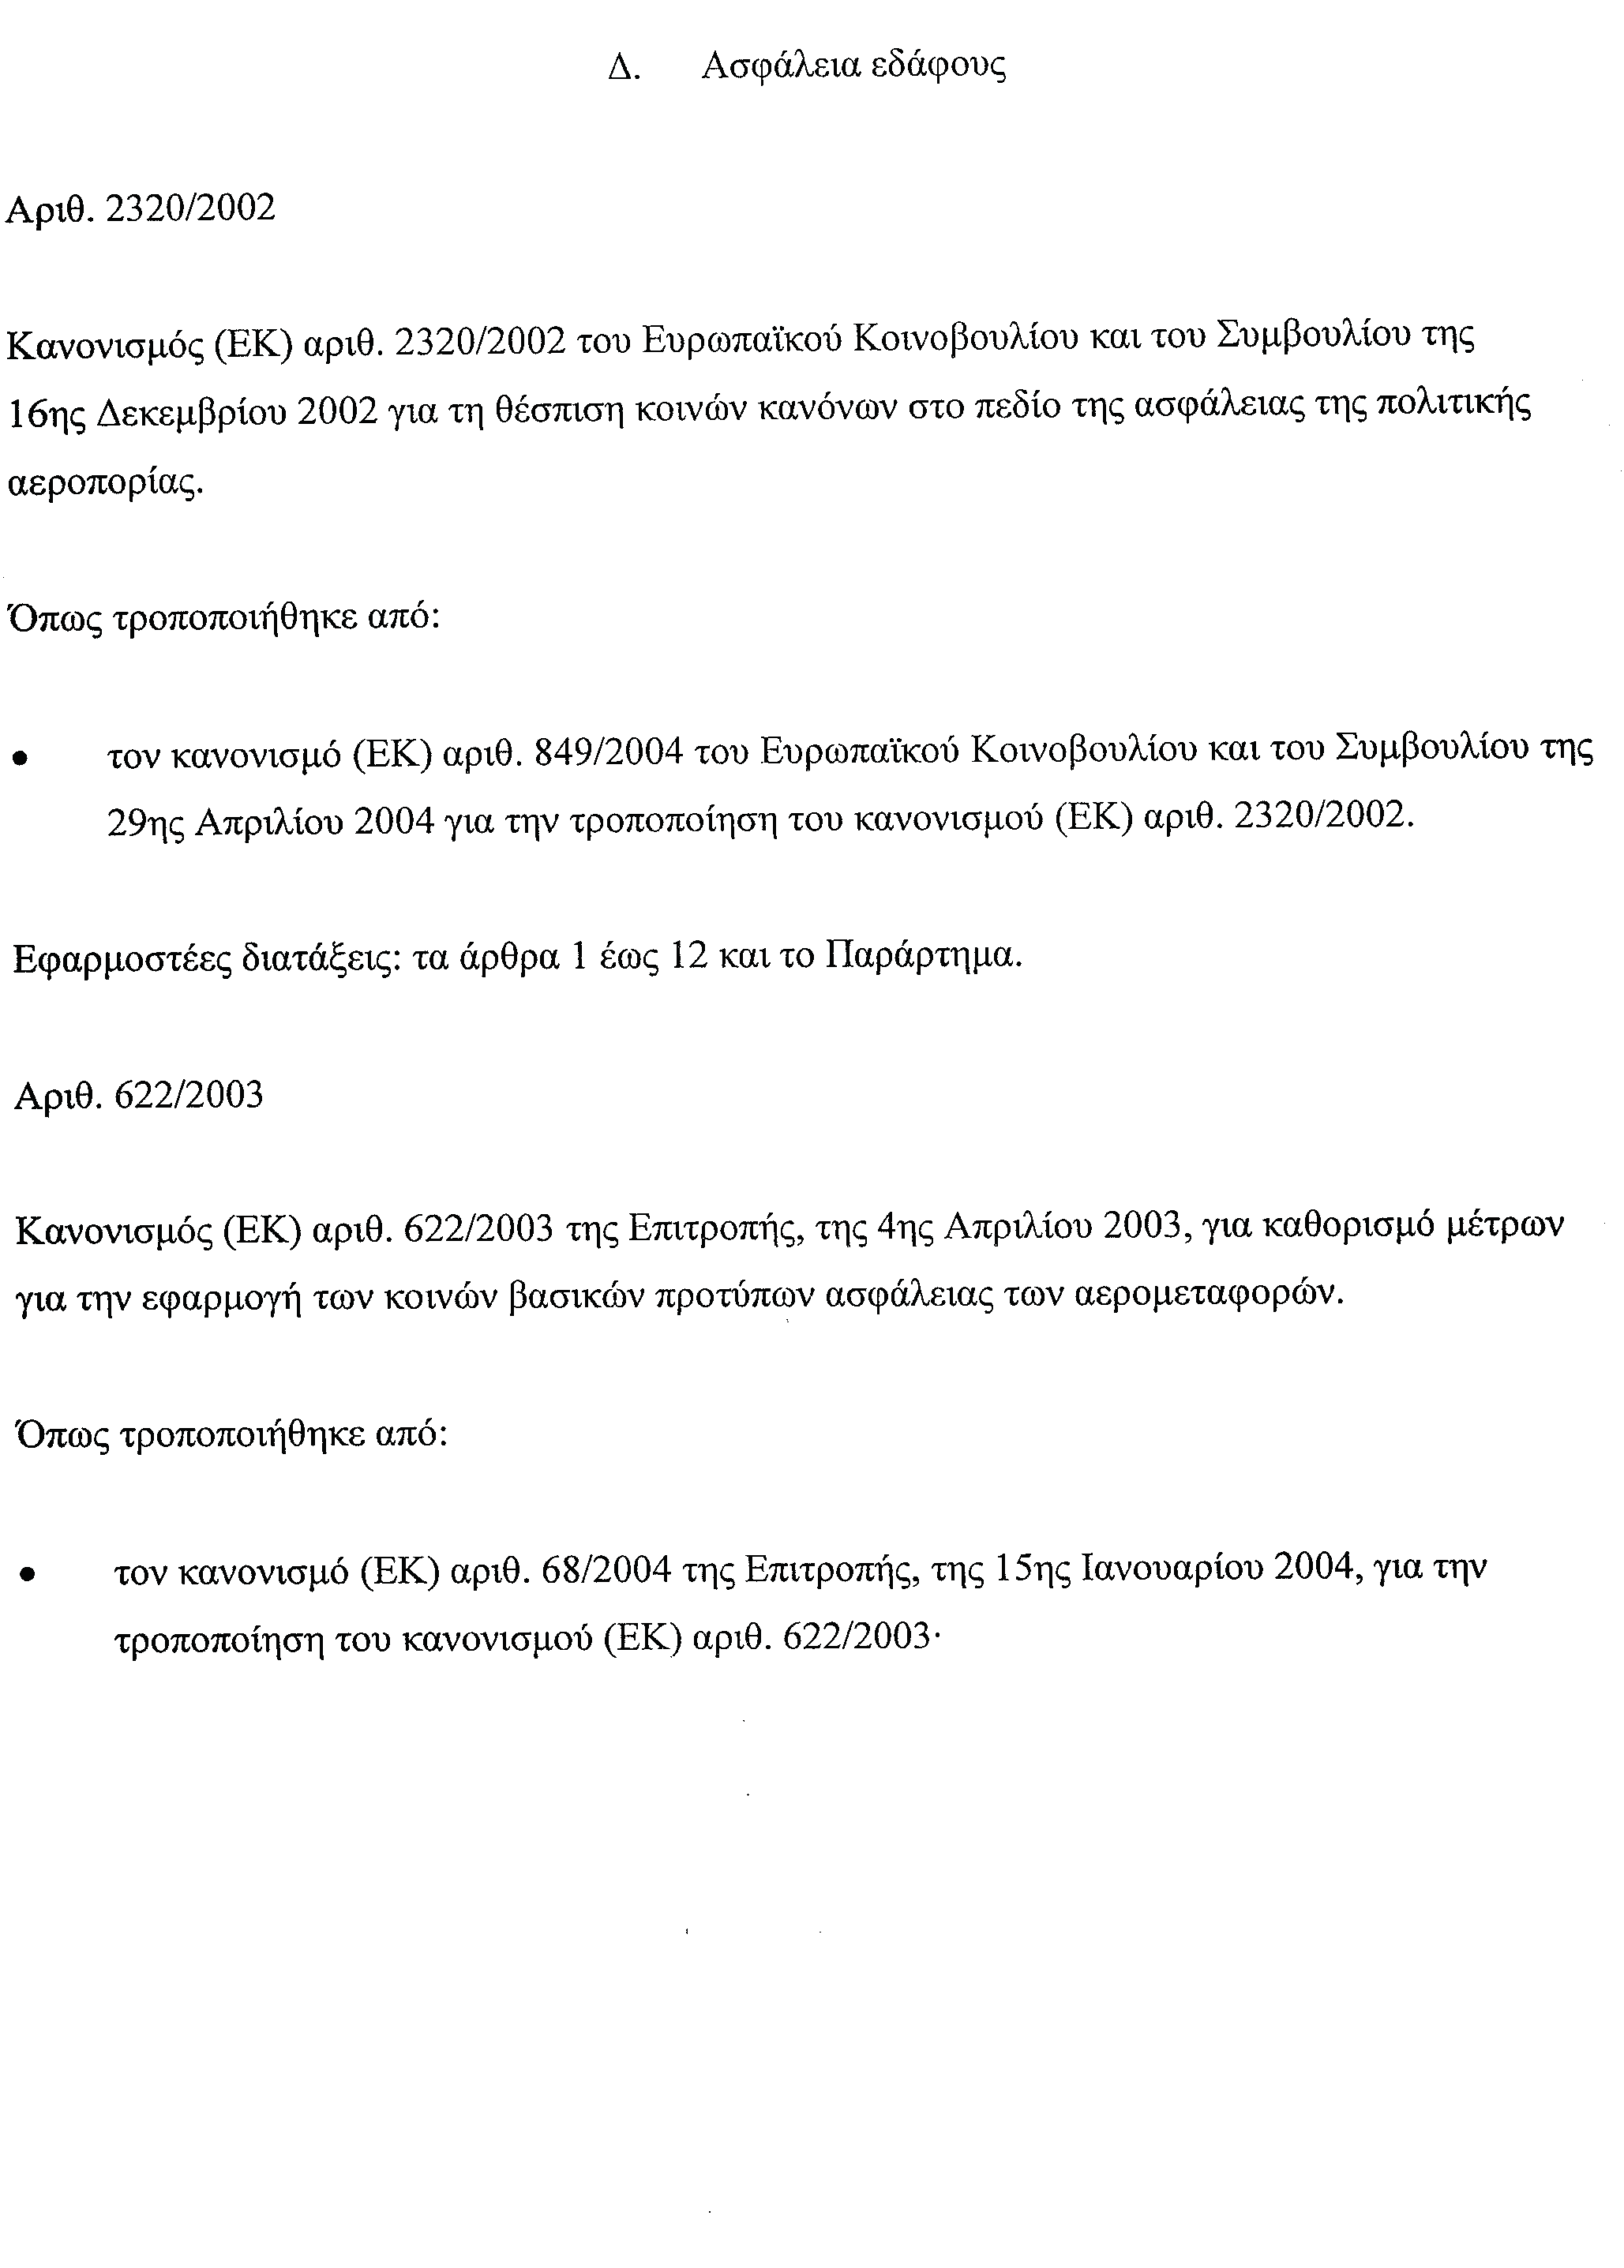 Δ. Ασφάλεια εδάφους
Αριθ. 2320/2002
Κανονισμός (ΕΚ) αριθ. 2320/2002 του Ευρωπαϊκού Κοινοβουλίου και του Συμβουλίου της
16ης Δεκεμβρίου 2002 για τη θέσπιση κοινών κανόνων στο πεδίο της ασφάλειας της πολιτικής
αεροπορίας.
Όπως τροποποιήθηκε από:
• τον κανονισμό (ΕΚ) αριθ. 849/2004 του Ευρωπαϊκού Κοινοβουλίου και του Συμβουλίου της
29ης Απριλίου 2004 για την τροποποίηση του κανονισμού (ΕΚ) αριθ. 2320/2002.
Εφαρμοστέες διατάξεις: τα άρθρα 1 έως 12 και το Παράρτημα.
Αριθ. 622/2003
Κανονισμός (ΕΚ) αριθ. 622/2003 της Επιτροπής, της 4ης Απριλίου 2003, για καθορισμό μέτρων
για την εφαρμογή των κοινών βασικών προτύπων ασφάλειας των αερομεταφορών.
Όπως τροποποιήθηκε από:
• τον κανονισμό (ΕΚ) αριθ. 68/2004 της Επιτροπής, της 15ης Ιανουαρίου 2004, για την
τροποποίηση του κανονισμού (ΕΚ) αριθ. 622/2003·